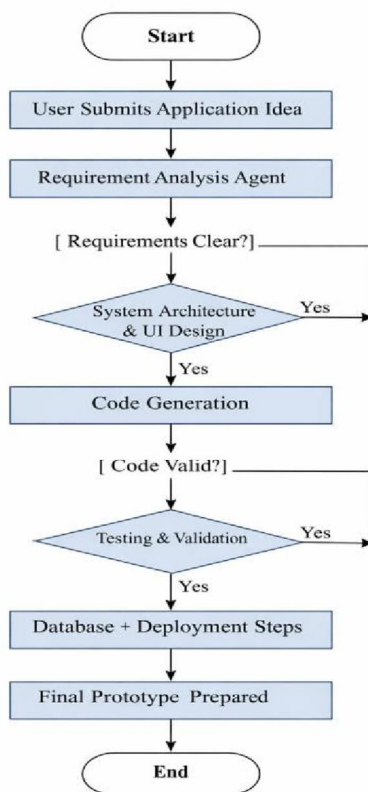 Start
User Submits Application Idea
Requirement Analysis Agent
[ Requirements Clear?]
System Architecture
& UI Design
Yes
Yes
Code Generation
[ Code Valid?]
Testing & Validation
Yes
Yes
Database + Deployment Steps
Final Prototype Prepared
End